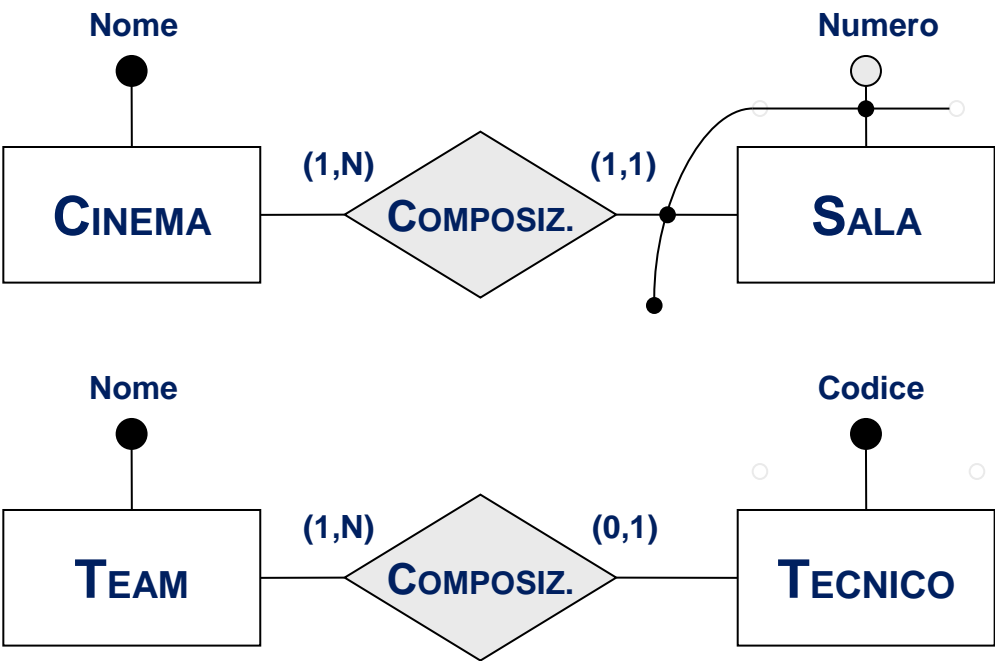 Nome Numero
(1,N) (1,1)
CINEMA COMPOSIZ. SALA
Nome Codice
(1,N) (0,1)
TEAM COMPOSIZ. TECNICO